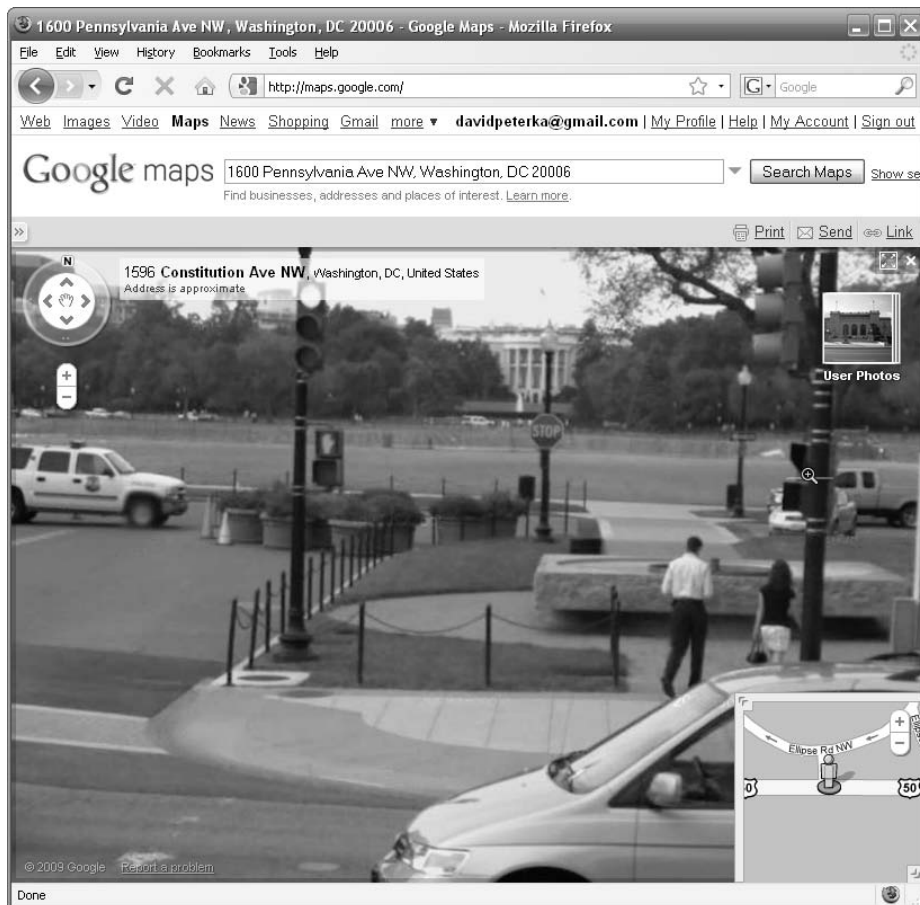 1600 Pennsylvania Ave NW, Washington, DC 20006 - Google Maps - Mozilla Firefox
File Edit View History Bookmarks Tools Help
http://maps.google.com/ G Google
Web Images Video Maps News Shopping Gmail more ▼ davidpeterka@gmail.com | My Profile | Help | My Account | Sign out
Google maps 1600 Pennsylvania Ave NW, Washington, DC 20006 Search Maps Show se
Find businesses, addresses and places of interest. Learn more.
» Print Send Link
N
1596 Constitution Ave NW, Washington, DC, United States
Address is approximate
User Photos
STOP
Ellipse Rd NW
0 50
© 2009 Google Report a problem
Done